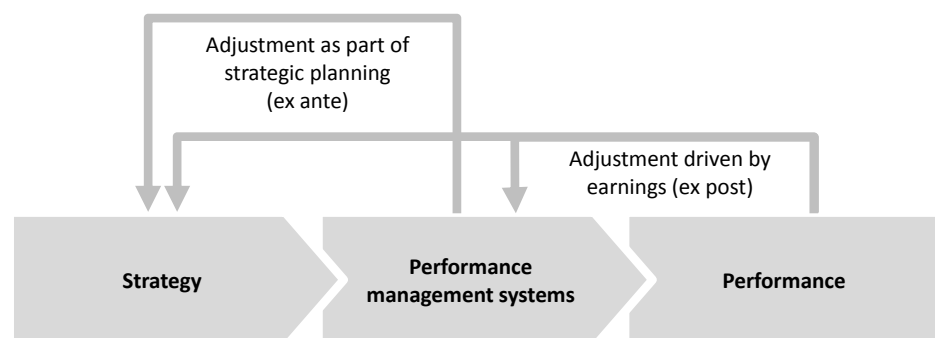 Adjustment as part of
strategic planning
(ex ante)
Adjustment driven by
earnings (ex post)
Strategy
Performance
management systems
Performance